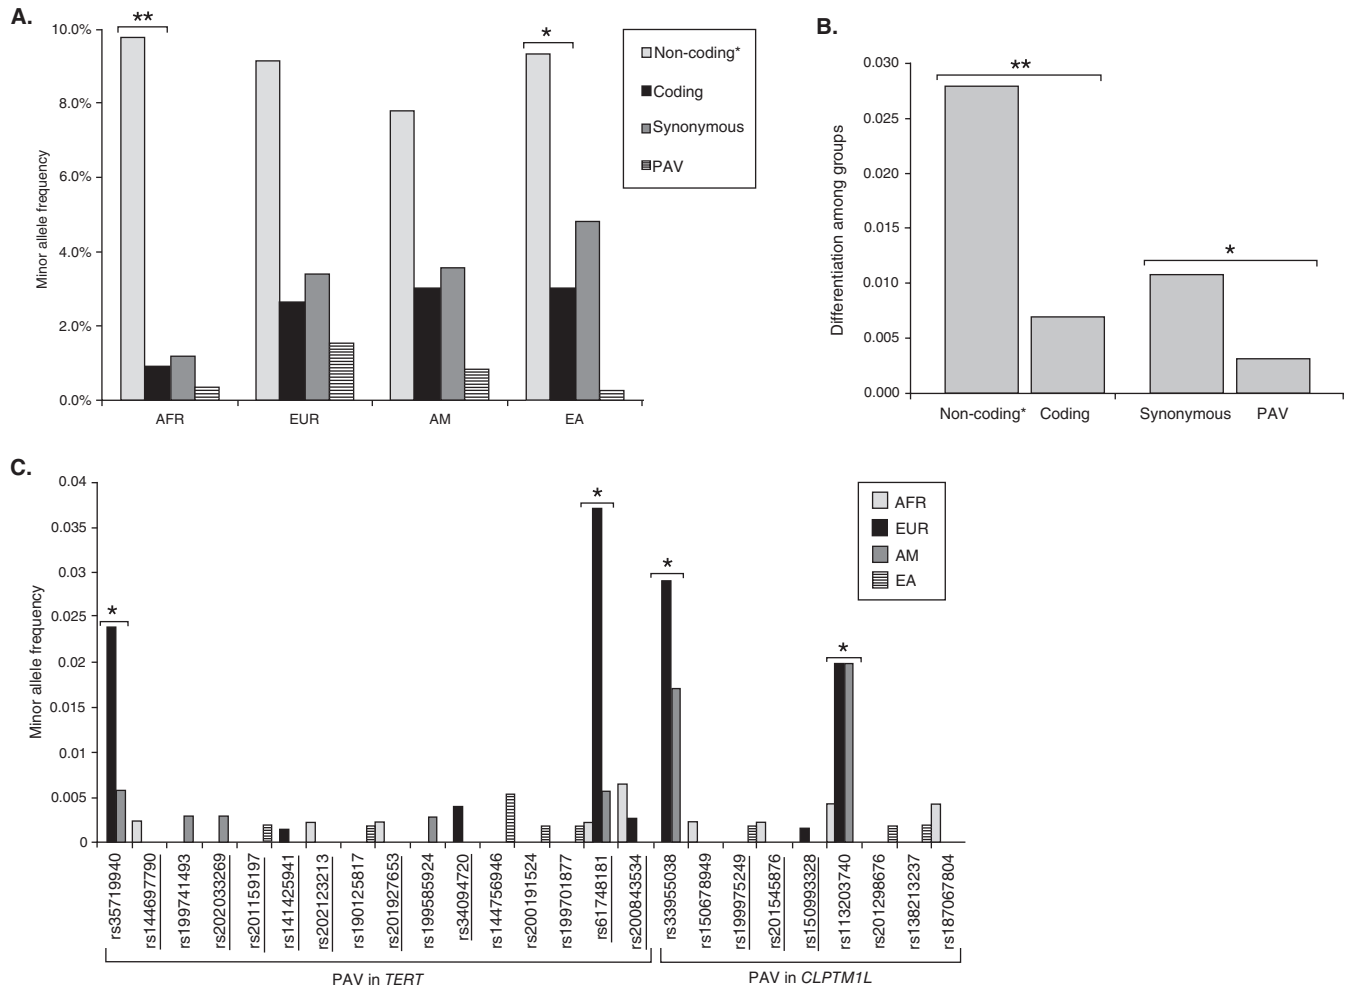 A.
**
*
10.0%
8.0%
6.0%
4.0%
2.0%
0.0%
Minor allele frequency
AFR
EUR
AM
EA
Non-coding*
Coding
Synonymous
PAV
B.
**
*
0.030
0.025
0.020
0.015
0.010
0.005
0.000
Differentiation among groups
Non-coding*
Coding
Synonymous
PAV
C.
*
*
*
*
0.04
0.035
0.03
0.025
0.02
0.015
0.01
0.005
0
Minor allele frequency
AFR
EUR
AM
EA
rs35719940
rs144697790
rs199741493
rs202033269
rs201159197
rs141425941
rs202123213
rs190125817
rs201927653
rs199585924
rs34094720
rs144756946
rs200191524
rs199701877
rs61748181
rs200843534
rs33955038
rs150678949
rs199975249
rs201545876
rs150993328
rs113203740
rs201298676
rs138213237
rs187067804
PAV in TERT
PAV in CLPTM1L